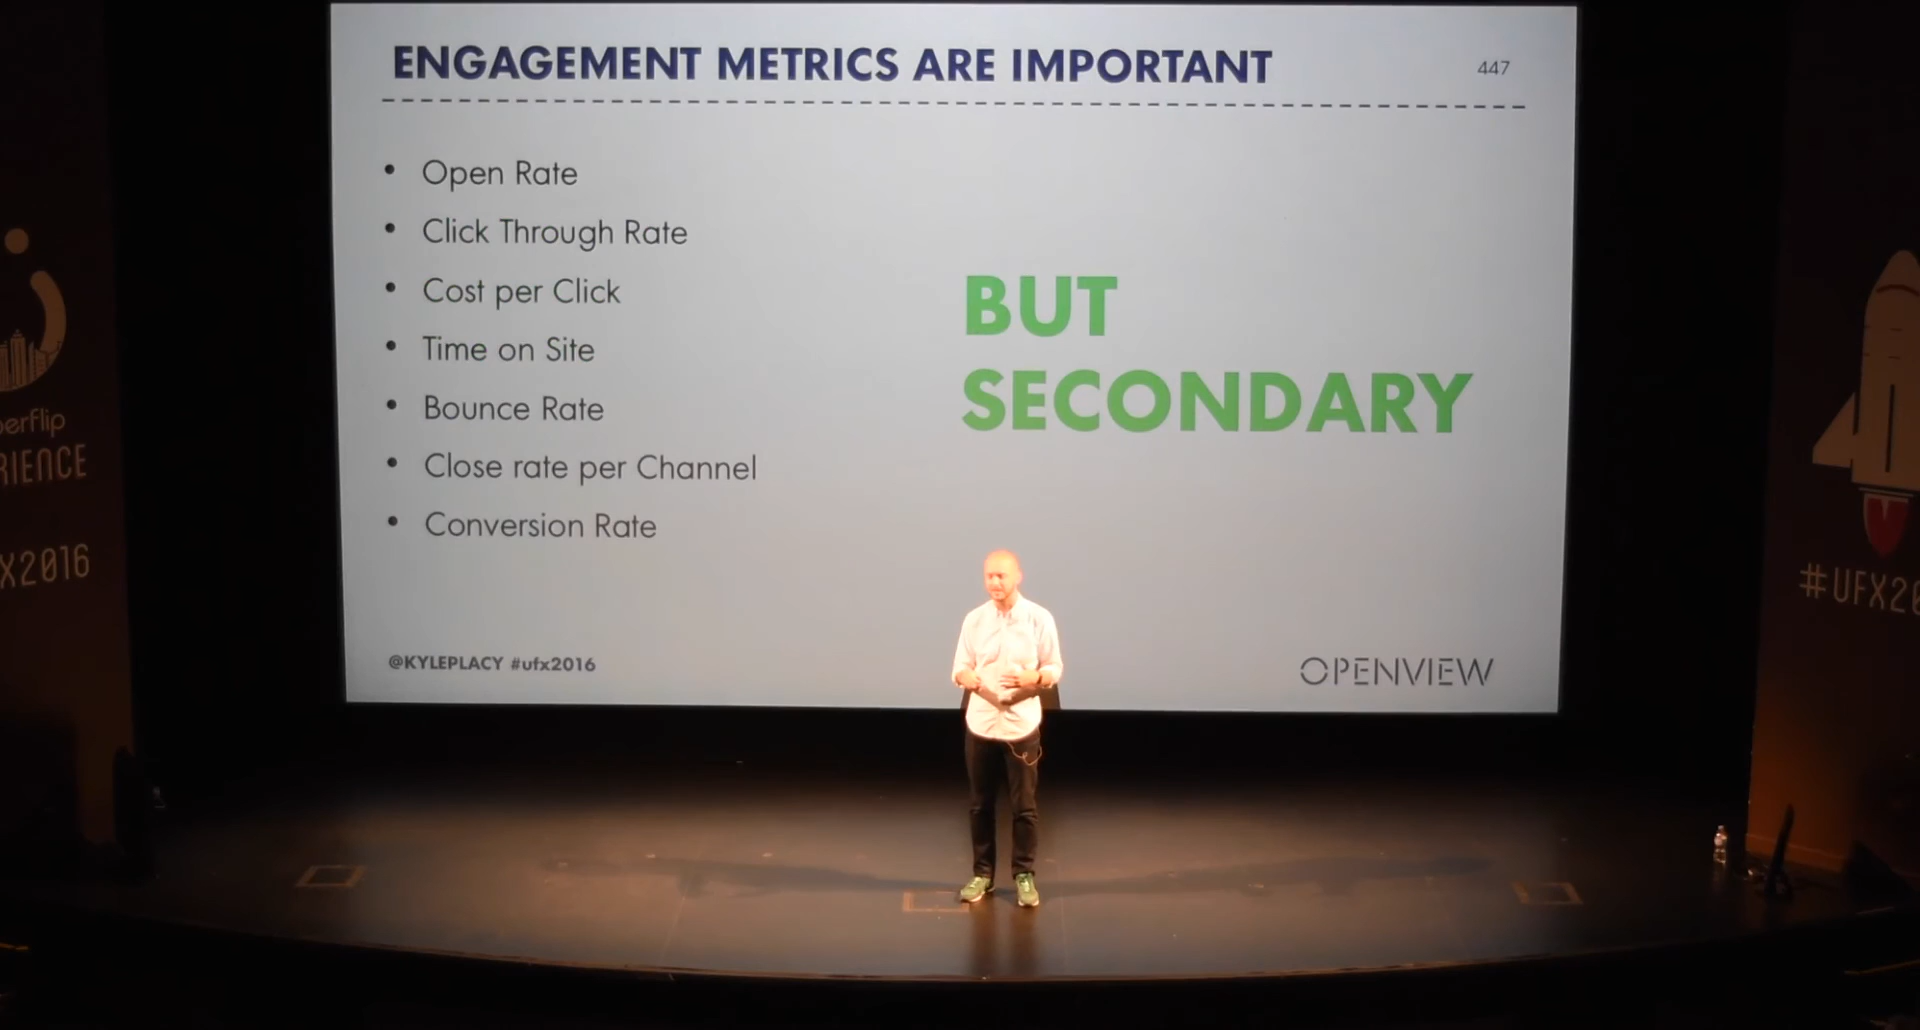 ENGAGEMENT METRICS ARE IMPORTANT
447
• Open Rate
• Click Through Rate
• Cost per Click
• Time on Site
• Bounce Rate
• Close rate per Channel
• Conversion Rate
BUT
SECONDARY
@KYLEPLACY #ufx2016
OPENVIEW
berflip
RIENCE
X2016
#UFX20